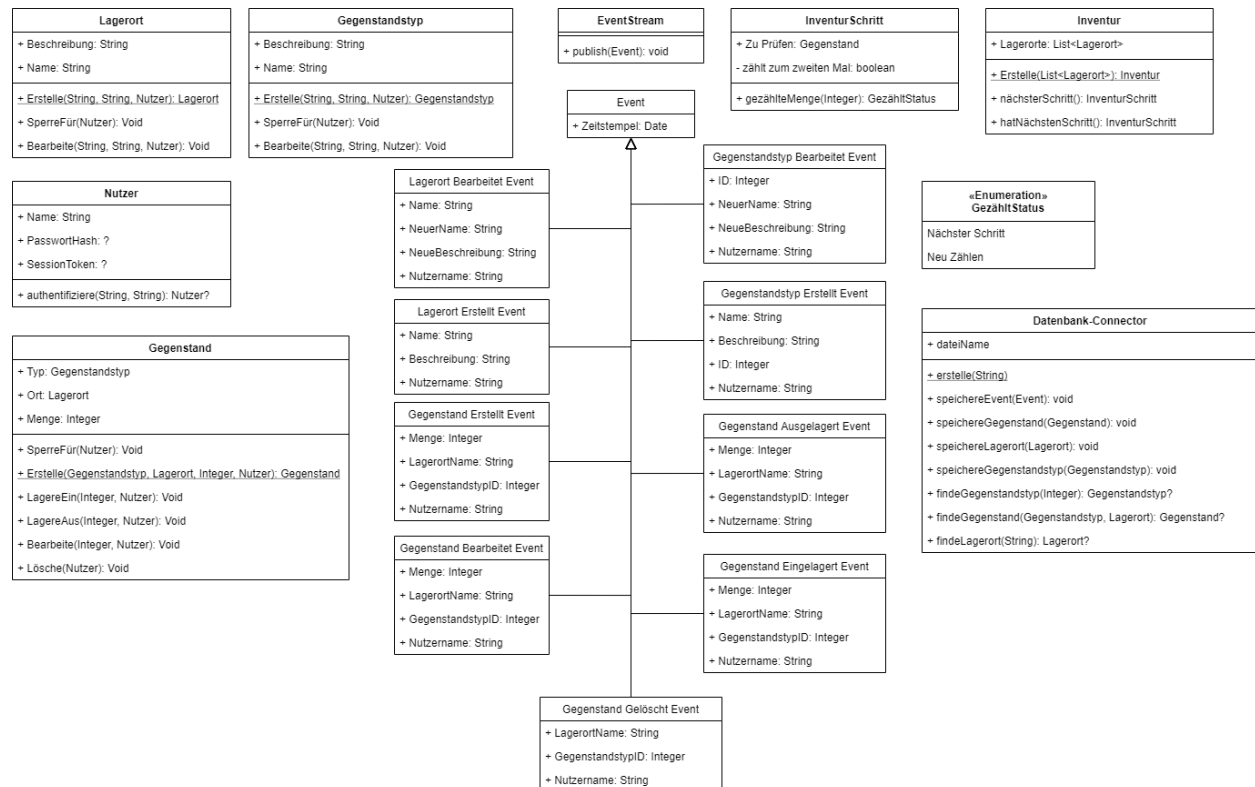 Lagerort
+ Beschreibung: String
+ Name: String
+ Erstelle(String, String, Nutzer): Lagerort
+ SperreFür(Nutzer): Void
+ Bearbeite(String, String, Nutzer): Void
Gegenstandstyp
+ Beschreibung: String
+ Name: String
+ Erstelle(String, String, Nutzer): Gegenstandstyp
+ SperreFür(Nutzer): Void
+ Bearbeite(String, String, Nutzer): Void
EventStream
+ publish(Event): void
InventurSchritt
+ Zu Prüfen: Gegenstand
- zählt zum zweiten Mal: boolean
+ gezählteMenge(Integer): GezähltStatus
Inventur
+ Lagerorte: List<Lagerort>
+ Erstelle(List<Lagerort>): Inventur
+ nächsterSchritt(): InventurSchritt
+ hatNächstenSchritt(): InventurSchritt
Event
+ Zeitstempel: Date
Nutzer
+ Name: String
+ PasswortHash: ?
+ SessionToken: ?
+ authentifiziere(String, String): Nutzer?
Lagerort Bearbeitet Event
+ Name: String
+ NeuerName: String
+ NeueBeschreibung: String
+ Nutzername: String
Gegenstandstyp Bearbeitet Event
+ ID: Integer
+ NeuerName: String
+ NeueBeschreibung: String
+ Nutzername: String
«Enumeration»
GezähltStatus
Nächster Schritt
Neu Zählen
Lagerort Erstellt Event
+ Name: String
+ Beschreibung: String
+ Nutzername: String
Gegenstandstyp Erstellt Event
+ Name: String
+ Beschreibung: String
+ ID: Integer
+ Nutzername: String
Gegenstand
+ Typ: Gegenstandstyp
+ Ort: Lagerort
+ Menge: Integer
+ SperreFür(Nutzer): Void
+ Erstelle(Gegenstandstyp, Lagerort, Integer, Nutzer): Gegenstand
+ LagereEin(Integer, Nutzer): Void
+ LagereAus(Integer, Nutzer): Void
+ Bearbeite(Integer, Nutzer): Void
+ Lösche(Nutzer): Void
Gegenstand Erstellt Event
+ Menge: Integer
+ LagerortName: String
+ GegenstandstypID: Integer
+ Nutzername: String
Gegenstand Ausgelagert Event
+ Menge: Integer
+ LagerortName: String
+ GegenstandstypID: Integer
+ Nutzername: String
Datenbank-Connector
+ dateiName
+ erstelle(String)
+ speichereEvent(Event): void
+ speichereGegenstand(Gegenstand): void
+ speichereLagerort(Lagerort): void
+ speichereGegenstandstyp(Gegenstandstyp): void
+ findeGegenstandstyp(Integer): Gegenstandstyp?
+ findeGegenstand(Gegenstandstyp, Lagerort): Gegenstand?
+ findeLagerort(String): Lagerort?
Gegenstand Bearbeitet Event
+ Menge: Integer
+ LagerortName: String
+ GegenstandstypID: Integer
+ Nutzername: String
Gegenstand Eingelagert Event
+ Menge: Integer
+ LagerortName: String
+ GegenstandstypID: Integer
+ Nutzername: String
Gegenstand Gelöscht Event
+ LagerortName: String
+ GegenstandstypID: Integer
+ Nutzername: String